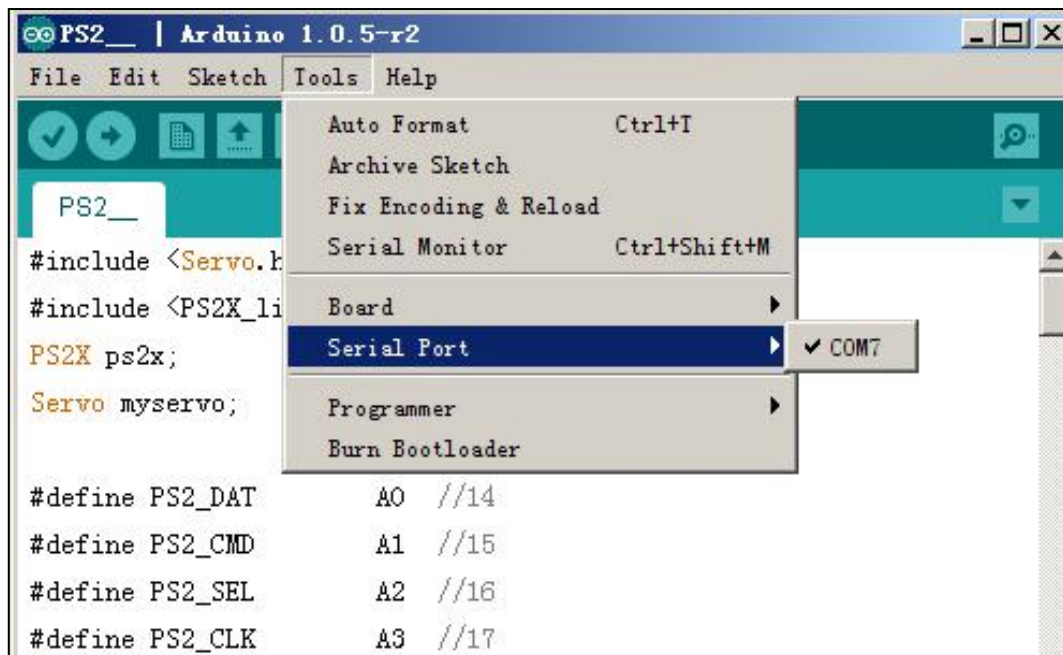 PS2__ | Arduino 1.0.5-r2
File Edit Sketch Tools Help
Auto Format Ctrl+T
Archive Sketch
Fix Encoding & Reload
Serial Monitor Ctrl+Shift+M
Board
Serial Port
COM7
Programmer
Burn Bootloader
PS2__
#include <Servo.h
#include <PS2X_li
PS2X ps2x;
Servo myservo;
#define PS2_DAT A0 //14
#define PS2_CMD A1 //15
#define PS2_SEL A2 //16
#define PS2_CLK A3 //17